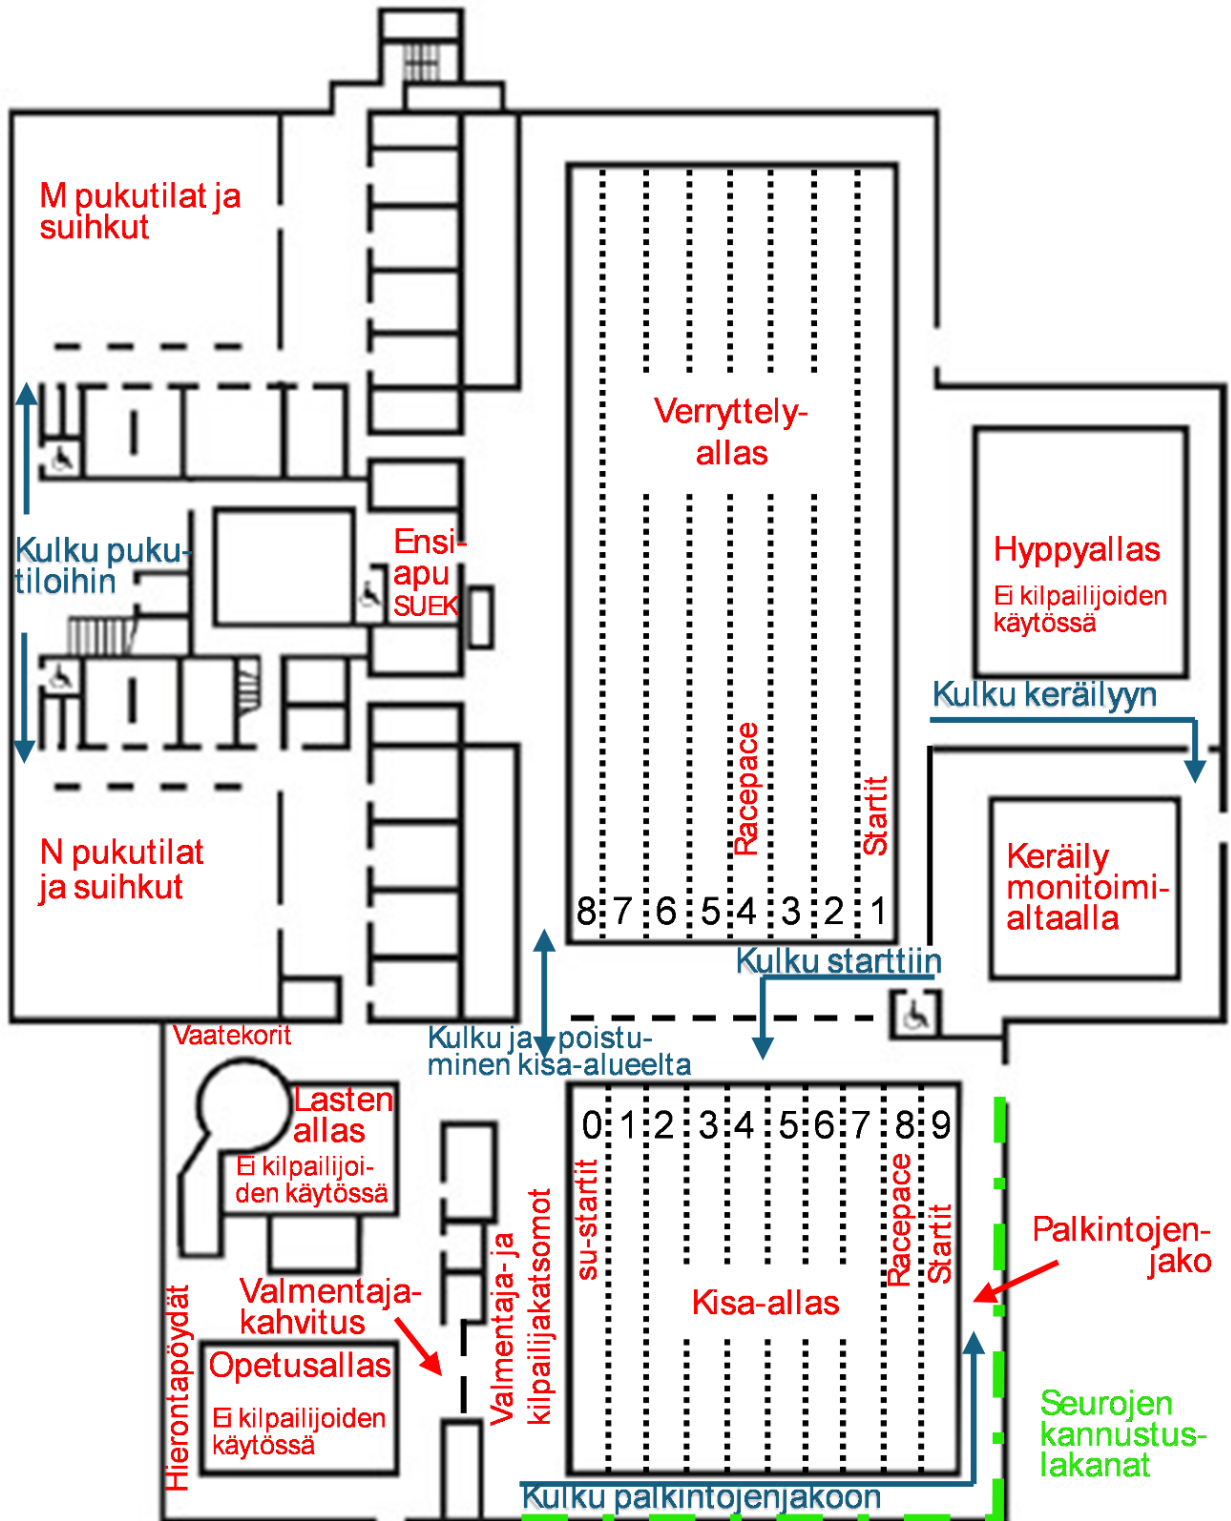 M pukutilat ja
suihkut
Verryttely-
allas
Kulku puku-
tiloihin
Ensi-
apu
SUEK
Hyppyallas
Ei kilpailijoiden
käytössä
Kulku keräilyyn
Racepace
Startit
N pukutilat
ja suihkut
Keräily
monitoimi-
altaalla
8 7 6 5 4 3 2 1
Kulku starttiin
Vaatekorit
Kulku ja poistu-
minen kisa-alueelta
Lasten
allas
Ei kilpailijoi-
den käytössä
0 1 2 3 4 5 6 7 8 9
su-startit
Racepace
Startit
Palkintojen-
jako
Valmentaja- ja
kilpailijakatsomot
Hierontapöydät
Valmentaja-
kahvitus
Kisa-allas
Opetusallas
Ei kilpailijoiden
käytössä
Seurojen
kannustus-
lakanat
Kulku palkintojenjakoon